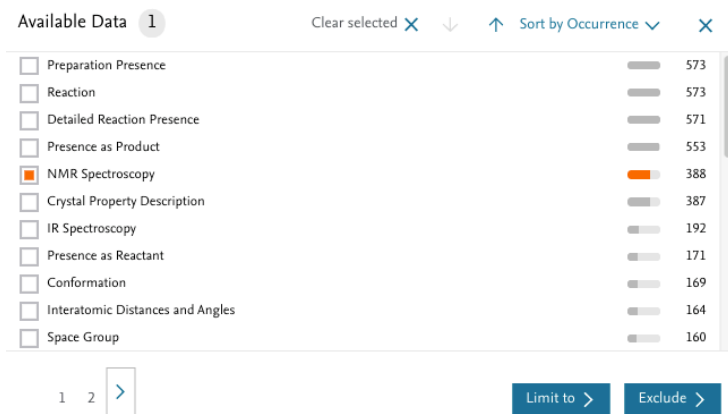 Available Data 1 Clear selected Sort by Occurrence
Preparation Presence 573
Reaction 573
Detailed Reaction Presence 571
Presence as Product 553
NMR Spectroscopy 388
Crystal Property Description 387
IR Spectroscopy 192
Presence as Reactant 171
Conformation 169
Interatomic Distances and Angles 164
Space Group 160
1 2 Limit to Exclude